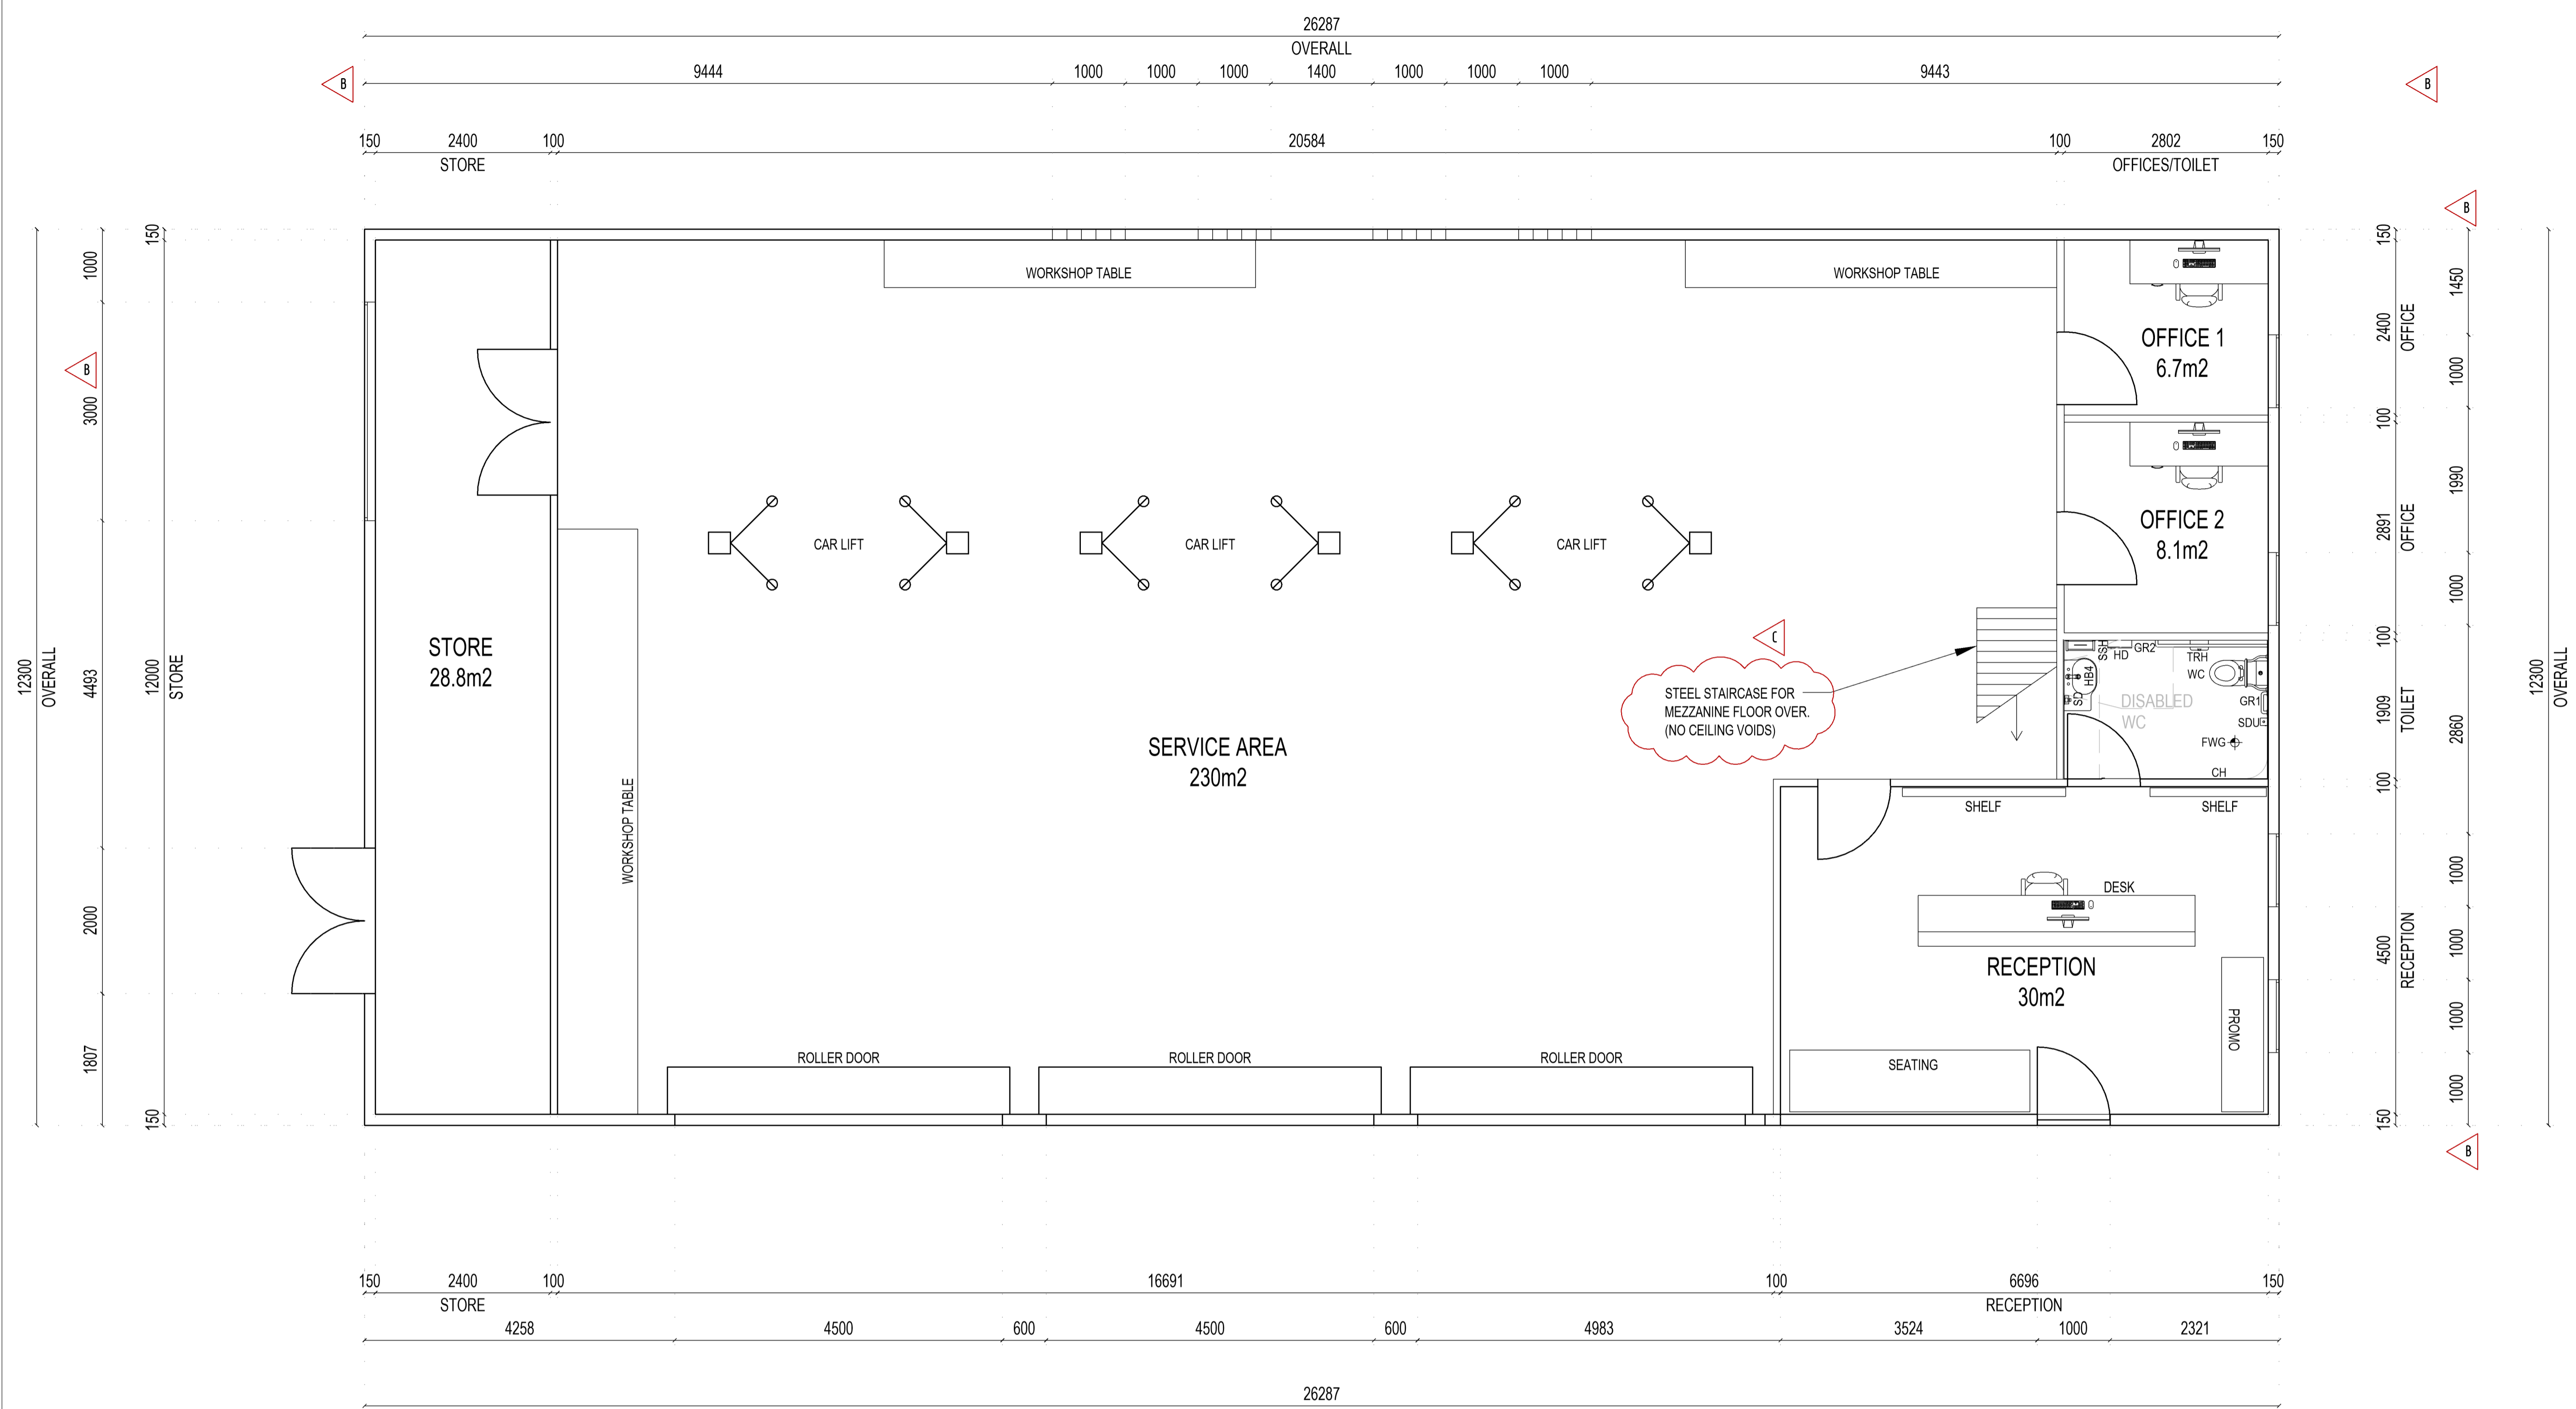 26287
OVERALL
9444 1000 1000 1000 1400 1000 1000 1000 9443
B
B
150 2400 100 20584 100 2802 150
STORE
OFFICES/TOILET
B
12300
OVERALL
1000
3000
4493
2000
1807
B
150
12000
STORE
150
WORKSHOP TABLE
WORKSHOP TABLE
OFFICE 1
6.7m2
OFFICE 2
8.1m2
CAR LIFT
CAR LIFT
CAR LIFT
STORE
28.8m2
C
STEEL STAIRCASE FOR
MEZZANINE FLOOR OVER.
(NO CEILING VOIDS)
SERVICE AREA
230m2
WORKSHOP TABLE
SSH
HD
GR2
TRH
WC
HB4
SD
DISABLED
WC
GR1
SDU
FWG
CH
SHELF
SHELF
DESK
RECEPTION
30m2
PROMO
SEATING
ROLLER DOOR
ROLLER DOOR
ROLLER DOOR
150
2400
OFFICE
100
2891
OFFICE
100
1909
TOILET
100
4500
RECEPTION
150
1450
1000
1990
1000
2860
1000
1000
1000
1000
12300
OVERALL
B
150 2400 100 16691 100 6696 150
STORE
RECEPTION
4258 4500 600 4500 600 4983 3524 1000 2321
26287